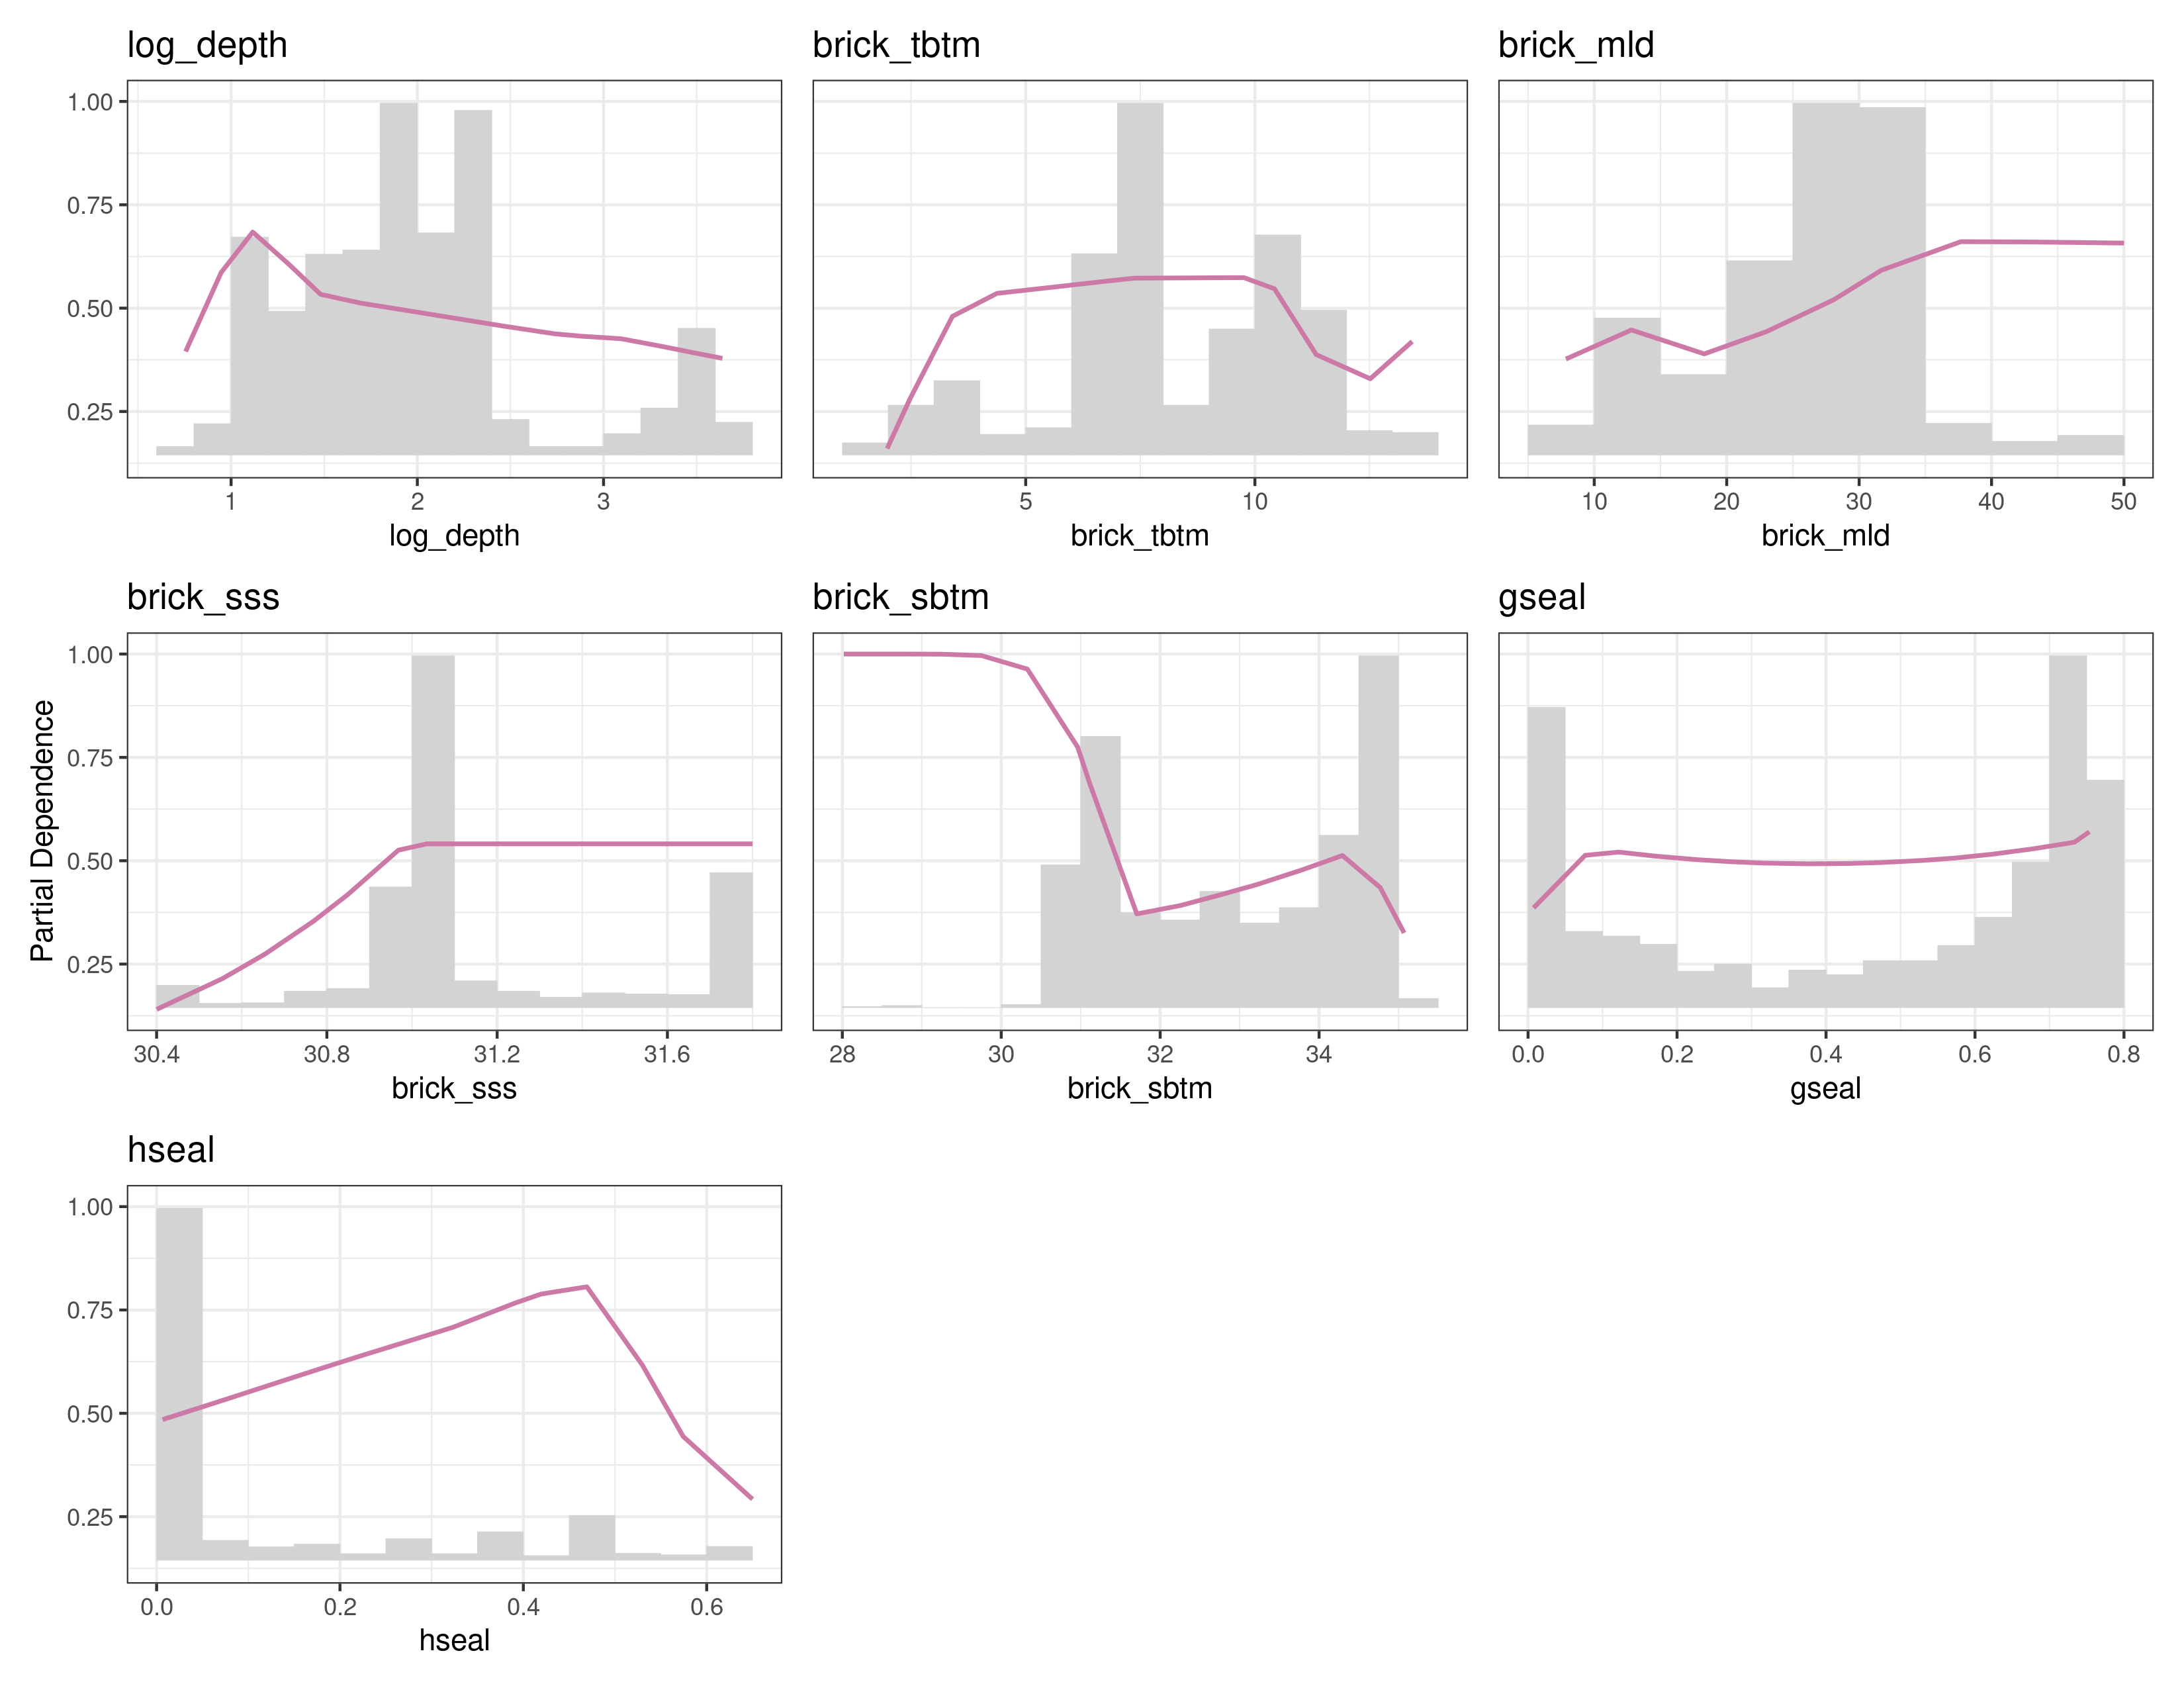 log_depth
brick_tbtm
brick_mld
1.00
0.75
0.50
0.25
1 2 3
5 10
10 20 30 40 50
log_depth
brick_tbtm
brick_mld
brick_sss
brick_sbtm
gseal
Partial Dependence
1.00
0.75
0.50
0.25
30.4 30.8 31.2 31.6
28 30 32 34
0.0 0.2 0.4 0.6 0.8
brick_sss
brick_sbtm
gseal
hseal
1.00
0.75
0.50
0.25
0.0 0.2 0.4 0.6
hseal